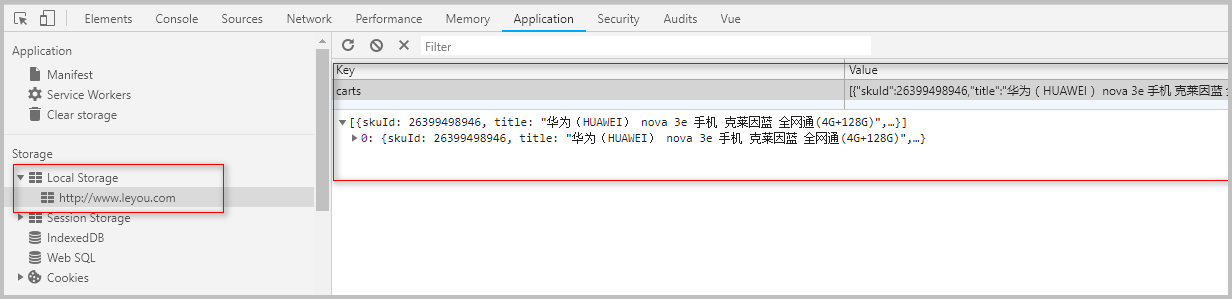 Elements Console Sources Network Performance Memory Application Security Audits Vue
Application
Manifest
Service Workers
Clear storage
Storage
Local Storage
http://www.leyou.com
Session Storage
IndexedDB
Web SQL
Cookies
Filter
Key Value
carts [{"skuId":26399498946,"title":"华为（HUAWEI） nova 3e 手机 克莱因蓝 全
[{skuId: 26399498946, title: "华为（HUAWEI） nova 3e 手机 克莱因蓝 全网通(4G+128G)",…}]
0: {skuId: 26399498946, title: "华为（HUAWEI） nova 3e 手机 克莱因蓝 全网通(4G+128G)",…}